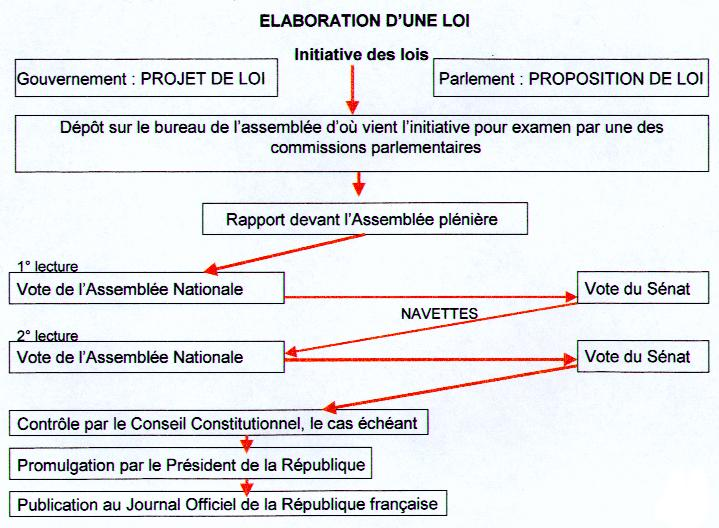 ELABORATION D'UNE LOI
Initiative des lois
Gouvernement : PROJET DE LOI
Parlement : PROPOSITION DE LOI
Dépôt sur le bureau de l'assemblée d'où vient l'initiative pour examen par une des
commissions parlementaires
Rapport devant l'Assemblée plénière
1° lecture
Vote de l'Assemblée Nationale
Vote du Sénat
NAVETTES
2° lecture
Vote de l'Assemblée Nationale
Vote du Sénat
Contrôle par le Conseil Constitutionnel, le cas échéant
Promulgation par le Président de la République
Publication au Journal Officiel de la République française